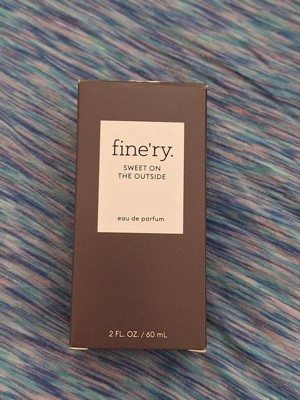 fine'ry.
SWEET ON
THE OUTSIDE
eau de parfum
2 FL. OZ. / 60 mL